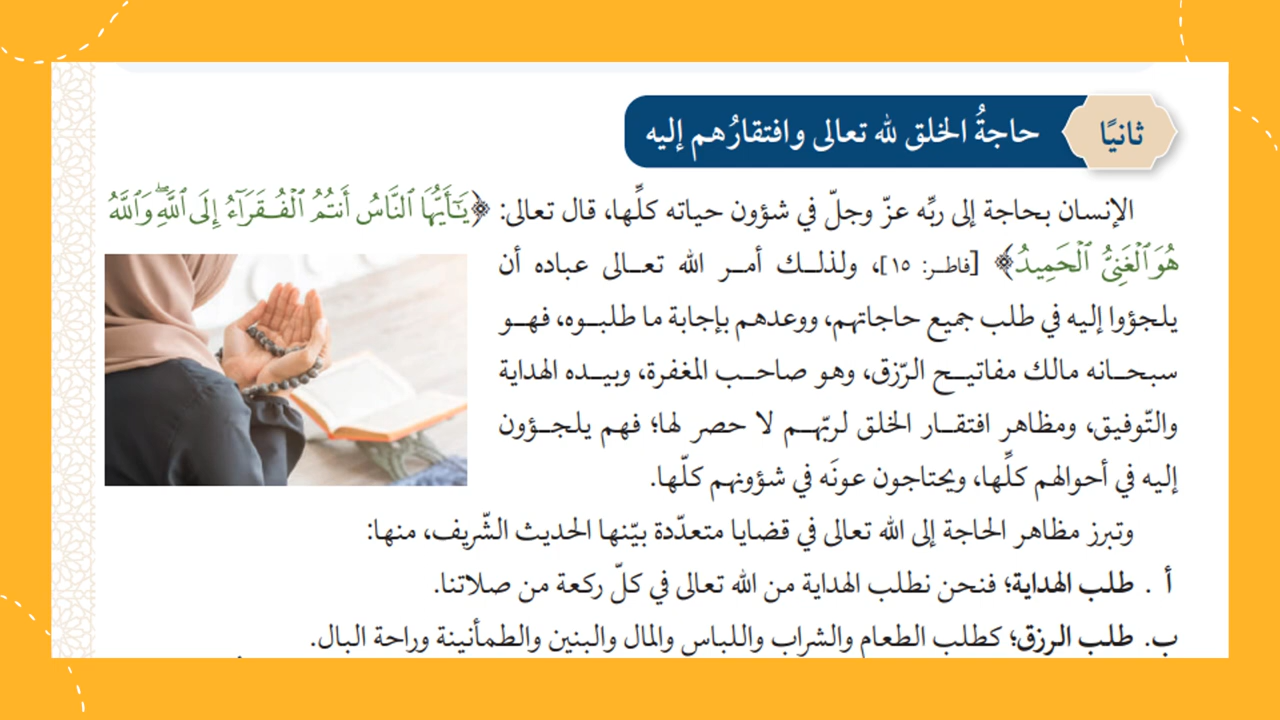 ثانيًا
حاجةُ الخلق لله تعالى وافتقارُهم إليه
الإنسان بحاجة إلى ربِّه عزّ وجلّ في شؤون حياته كلِّها، قال تعالى: ﴿يَٰٓأَيُّهَا ٱلنَّاسُ أَنتُمُ ٱلۡفُقَرَآءُ إِلَى ٱللَّهِۖ وَٱللَّهُ
هُوَ ٱلۡغَنِيُّ ٱلۡحَمِيدُ﴾ [فاطر: ١٥]، ولذلك أمر الله تعالى عباده أن
يلجؤوا إليه في طلب جميع حاجاتهم، ووعدهم بإجابة ما طلبوه، فهو
سبحانه مالك مفاتيح الرّزق، وهو صاحب المغفرة، وبيده الهداية
والتّوفيق، ومظاهر افتقار الخلق لربّهم لا حصر لها؛ فهم يلجؤون
إليه في أحوالهم كلِّها، ويحتاجون عونَه في شؤونهم كلّها.
وتبرز مظاهر الحاجة إلى الله تعالى في قضايا متعدّدة بيّنها الحديث الشّريف، منها:
أ . طلب الهداية؛ فنحن نطلب الهداية من الله تعالى في كلّ ركعة من صلاتنا.
ب. طلب الرزق؛ كطلب الطعام والشراب واللباس والمال والبنين والطمأنينة وراحة البال.